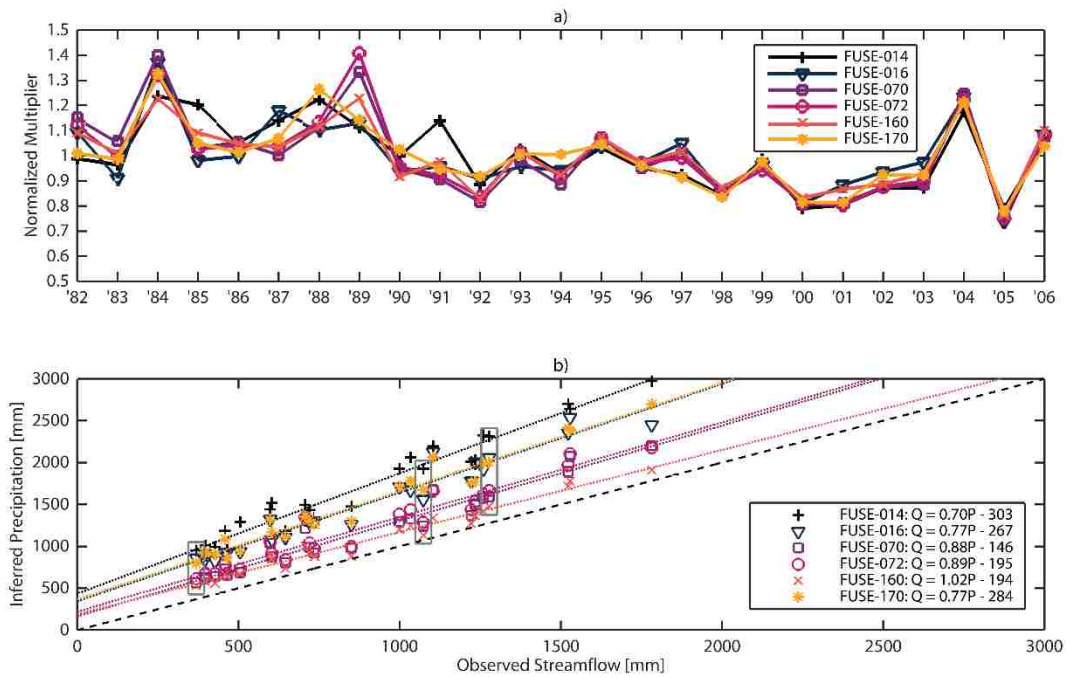 a)
Normalized Multiplier
1.5
1.4
1.3
1.2
1.1
1
0.9
0.8
0.7
0.6
0.5
FUSE-014
FUSE-016
FUSE-070
FUSE-072
FUSE-160
FUSE-170
'82 '83 '84 '85 '86 '87 '88 '89 '90 '91 '92 '93 '94 '95 '96 '97 '98 '99 '00 '01 '02 '03 '04 '05 '06
b)
Inferred Precipitation [mm]
3000
2500
2000
1500
1000
500
0
FUSE-014: Q = 0.70P - 303
FUSE-016: Q = 0.77P - 267
FUSE-070: Q = 0.88P - 146
FUSE-072: Q = 0.89P - 195
FUSE-160: Q = 1.02P - 194
FUSE-170: Q = 0.77P - 284
0 500 1000 1500 2000 2500 3000
Observed Streamflow [mm]